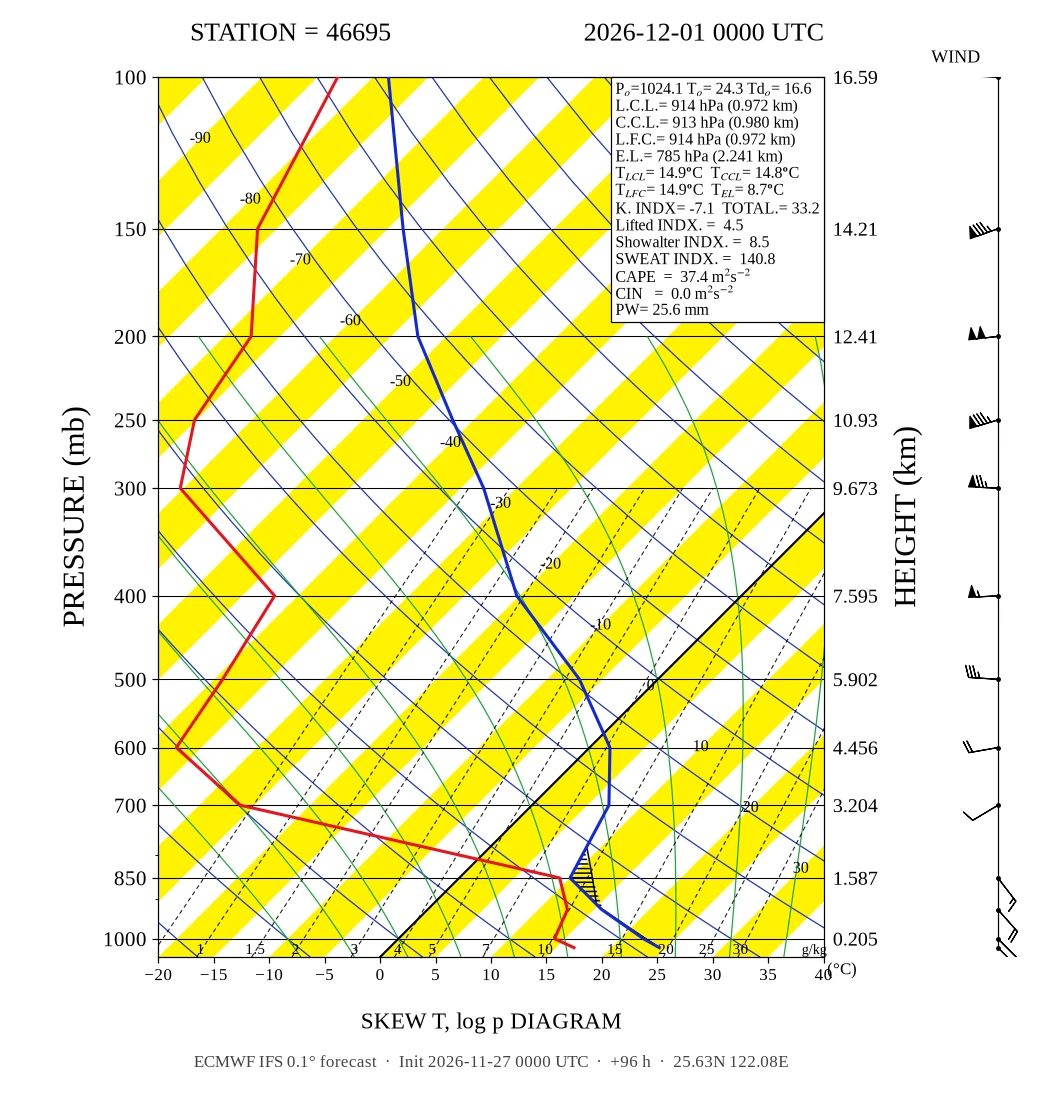 STATION = 46695 2026-12-01 0000 UTC
WIND
100 16.59
Pₒ=1024.1 Tₒ= 24.3 Tdₒ= 16.6
L.C.L.= 914 hPa (0.972 km)
C.C.L.= 913 hPa (0.980 km)
L.F.C.= 914 hPa (0.972 km)
E.L.= 785 hPa (2.241 km)
T_LCL= 14.9°C T_CCL= 14.8°C
T_LFC= 14.9°C T_EL= 8.7°C
K. INDX= -7.1 TOTAL.= 33.2
Lifted INDX. = 4.5
Showalter INDX. = 8.5
SWEAT INDX. = 140.8
CAPE = 37.4 m²s⁻²
CIN = 0.0 m²s⁻²
PW= 25.6 mm
-90
-80
150 14.21
-70
-60
200 12.41
-50
250 10.93
-40
300 9.673
-30
-20
400 7.595
-10
500 5.902
0
10
600 4.456
700 20 3.204
30
850 1.587
1000 0.205
1 1.5 2 3 4 5 7 10 15 20 25 30 g/kg
−20 −15 −10 −5 0 5 10 15 20 25 30 35 40 (°C)
PRESSURE (mb)
HEIGHT (km)
SKEW T, log p DIAGRAM
ECMWF IFS 0.1° forecast · Init 2026-11-27 0000 UTC · +96 h · 25.63N 122.08E